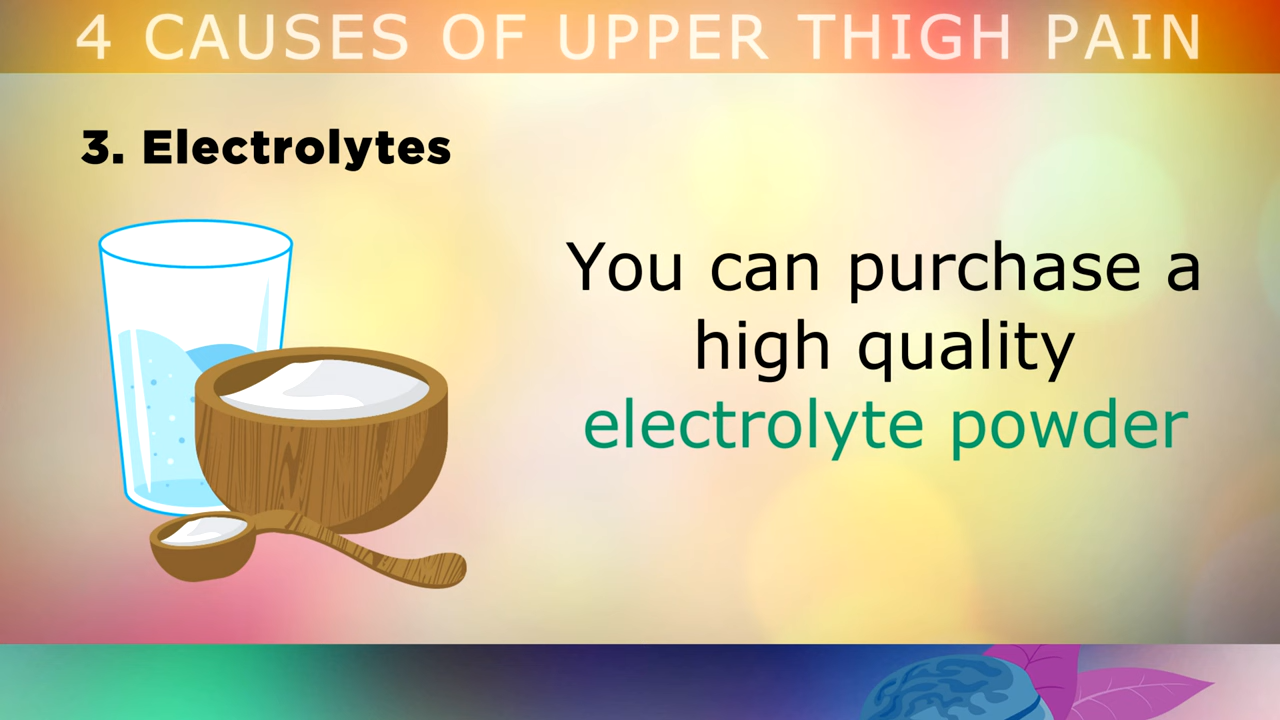 4 CAUSES OF UPPER THIGH PAIN
3. Electrolytes
You can purchase a
high quality
electrolyte powder